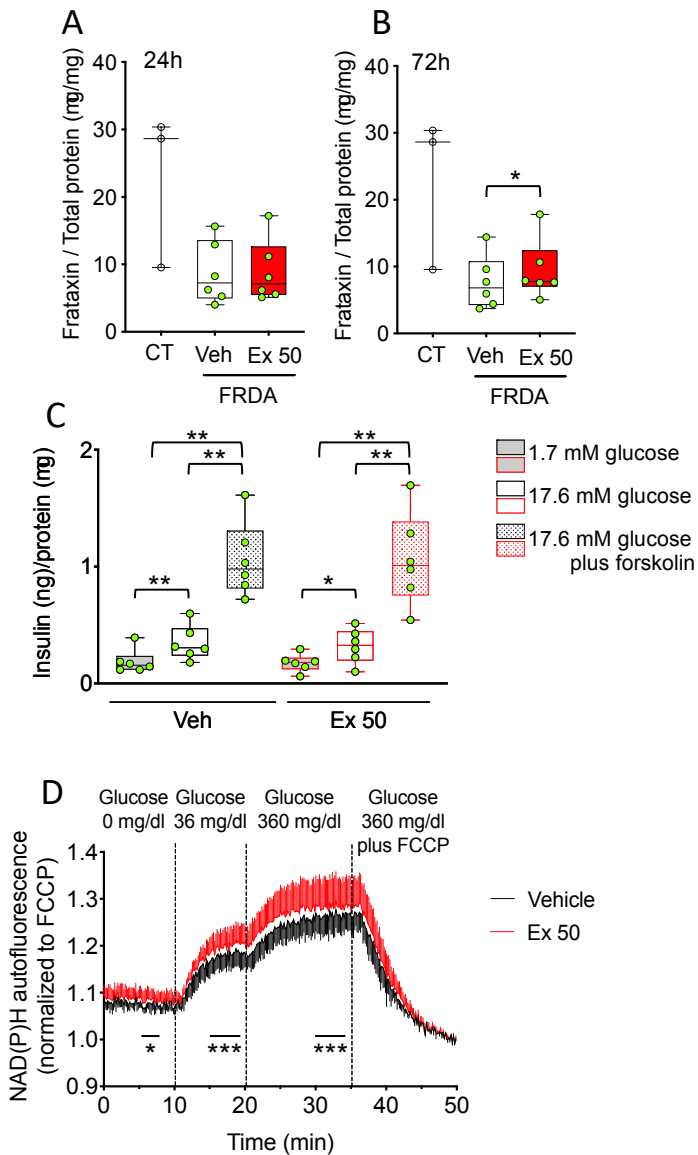 A
B
24h
72h
Frataxin / Total protein (mg/mg)
40
30
20
10
0
CT
Veh
Ex 50
FRDA
Frataxin / Total protein (mg/mg)
40
30
20
10
0
*
CT
Veh
Ex 50
FRDA
C
Insulin (ng)/protein (mg)
2
1
0
**
**
**
**
**
*
Veh
Ex 50
1.7 mM glucose
17.6 mM glucose
17.6 mM glucose
plus forskolin
D
Glucose
0 mg/dl
Glucose
36 mg/dl
Glucose
360 mg/dl
Glucose
360 mg/dl
plus FCCP
NAD(P)H autofluorescence
(normalized to FCCP)
1.4
1.3
1.2
1.1
1.0
0.9
*
***
***
0
10
20
30
40
50
Time (min)
Vehicle
Ex 50